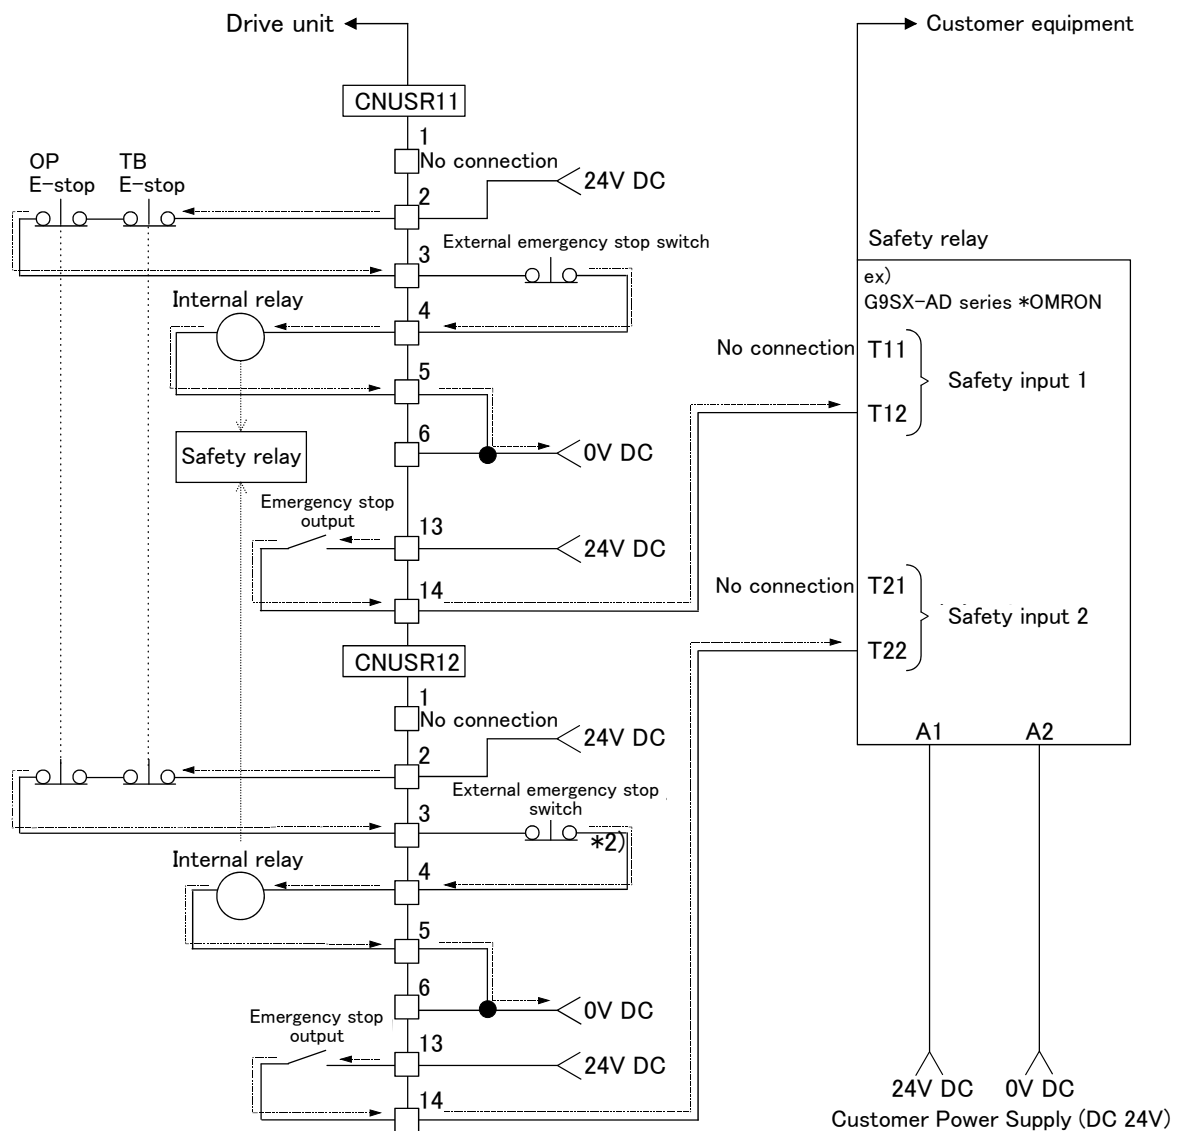 Drive unit
Customer equipment
CNUSR11
1
No connection
OP
E-stop
TB
E-stop
2
24V DC
3
External emergency stop switch
Internal relay
4
5
6
0V DC
Safety relay
Emergency stop
output
13
24V DC
14
Safety relay
ex)
G9SX-AD series *OMRON
No connection
T11
T12
Safety input 1
No connection
T21
T22
Safety input 2
A1
A2
24V DC
0V DC
Customer Power Supply (DC 24V)
CNUSR12
1
No connection
2
24V DC
3
External emergency stop
switch
*2)
Internal relay
4
5
6
0V DC
Emergency stop
output
13
24V DC
14